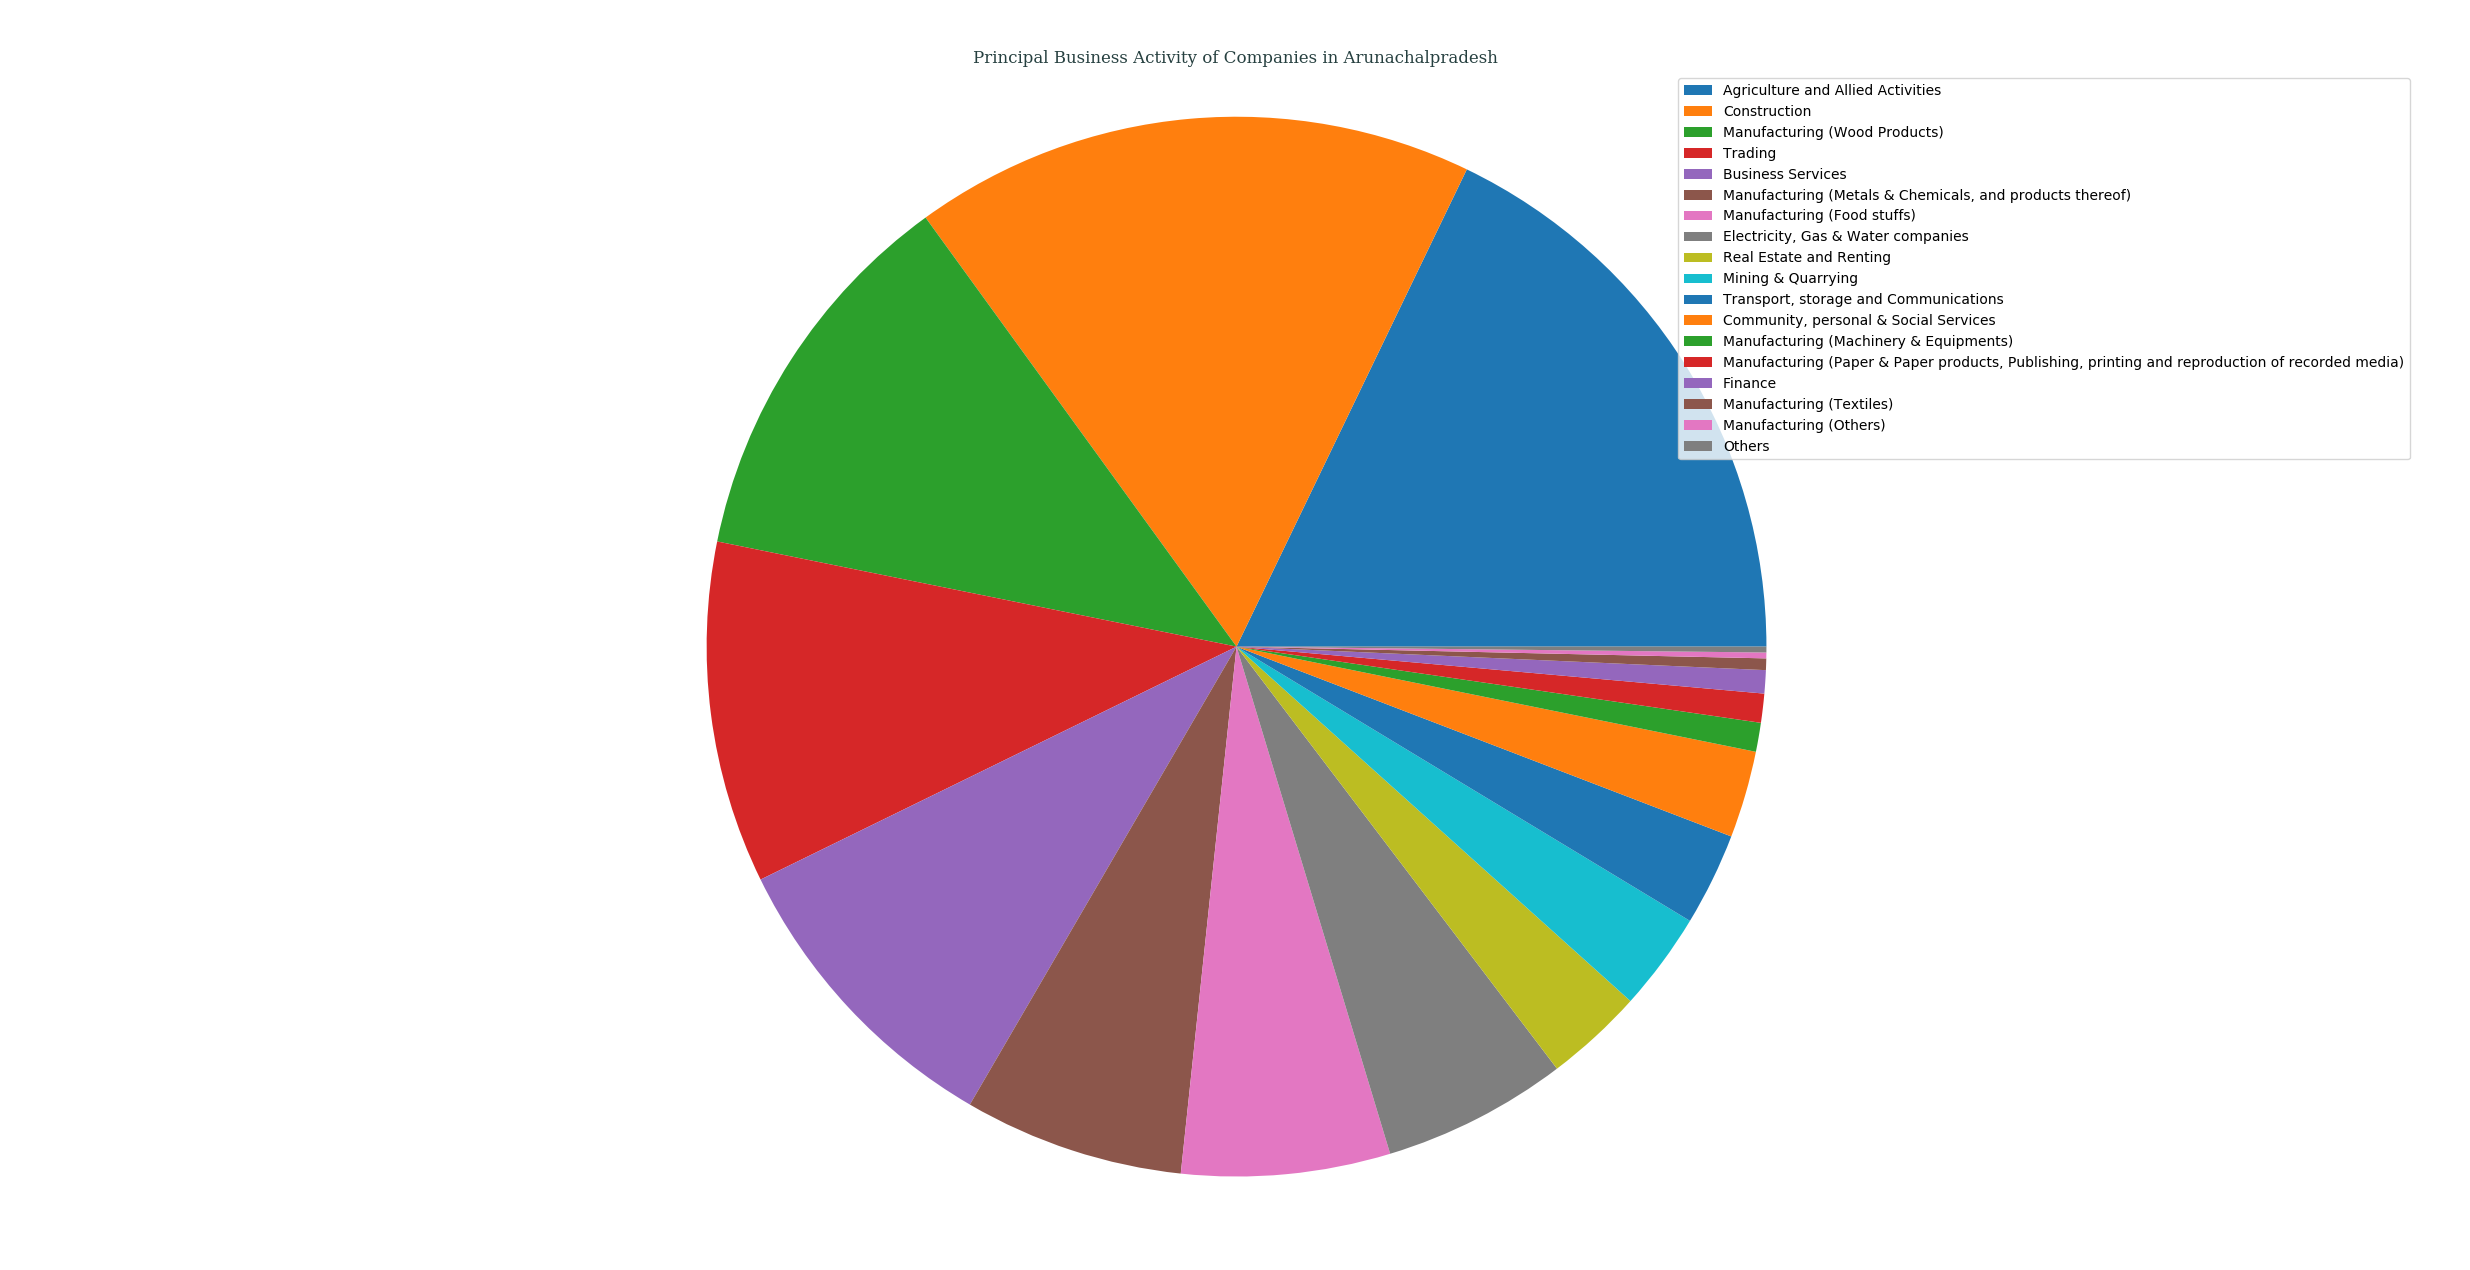 Principal Business Activity of Companies in Arunachalpradesh
Agriculture and Allied Activities
Construction
Manufacturing (Wood Products)
Trading
Business Services
Manufacturing (Metals & Chemicals, and products thereof)
Manufacturing (Food stuffs)
Electricity, Gas & Water companies
Real Estate and Renting
Mining & Quarrying
Transport, storage and Communications
Community, personal & Social Services
Manufacturing (Machinery & Equipments)
Manufacturing (Paper & Paper products, Publishing, printing and reproduction of recorded media)
Finance
Manufacturing (Textiles)
Manufacturing (Others)
Others